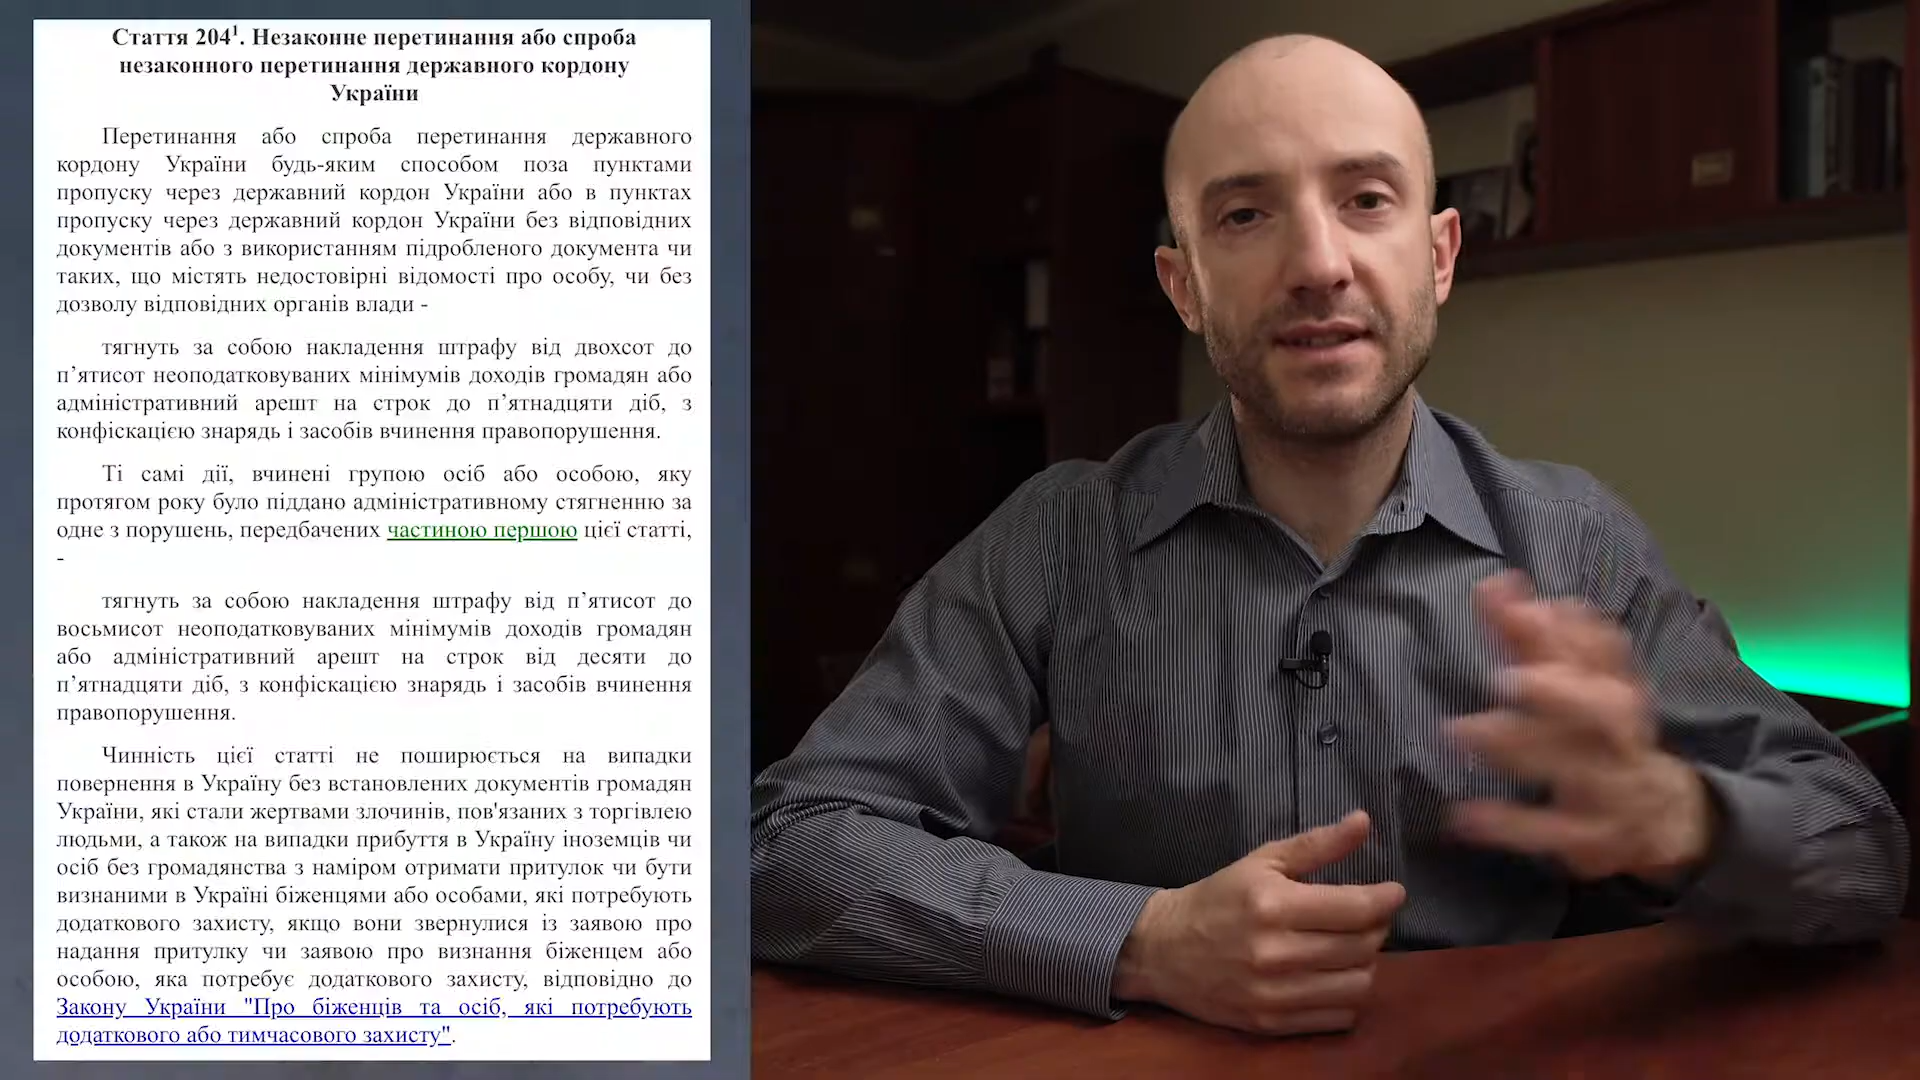 Стаття 204¹. Незаконне перетинання або спроба
незаконного перетинання державного кордону
України
Перетинання або спроба перетинання державного
кордону України будь-яким способом поза пунктами
пропуску через державний кордон України або в пунктах
пропуску через державний кордон України без відповідних
документів або з використанням підробленого документа чи
таких, що містять недостовірні відомості про особу, чи без
дозволу відповідних органів влади -
тягнуть за собою накладення штрафу від двохсот до
п’ятисот неоподатковуваних мінімумів доходів громадян або
адміністративний арешт на строк до п’ятнадцяти діб, з
конфіскацією знарядь і засобів вчинення правопорушення.
Ті самі дії, вчинені групою осіб або особою, яку
протягом року було піддано адміністративному стягненню за
одне з порушень, передбачених частиною першою цієї статті,
-
тягнуть за собою накладення штрафу від п’ятисот до
восьмисот неоподатковуваних мінімумів доходів громадян
або адміністративний арешт на строк від десяти до
п’ятнадцяти діб, з конфіскацією знарядь і засобів вчинення
правопорушення.
Чинність цієї статті не поширюється на випадки
повернення в Україну без встановлених документів громадян
України, які стали жертвами злочинів, пов'язаних з торгівлею
людьми, а також на випадки прибуття в Україну іноземців чи
осіб без громадянства з наміром отримати притулок чи бути
визнаними в Україні біженцями або особами, які потребують
додаткового захисту, якщо вони звернулися із заявою про
надання притулку чи заявою про визнання біженцем або
особою, яка потребує додаткового захисту, відповідно до
Закону України "Про біженців та осіб, які потребують
додаткового або тимчасового захисту".